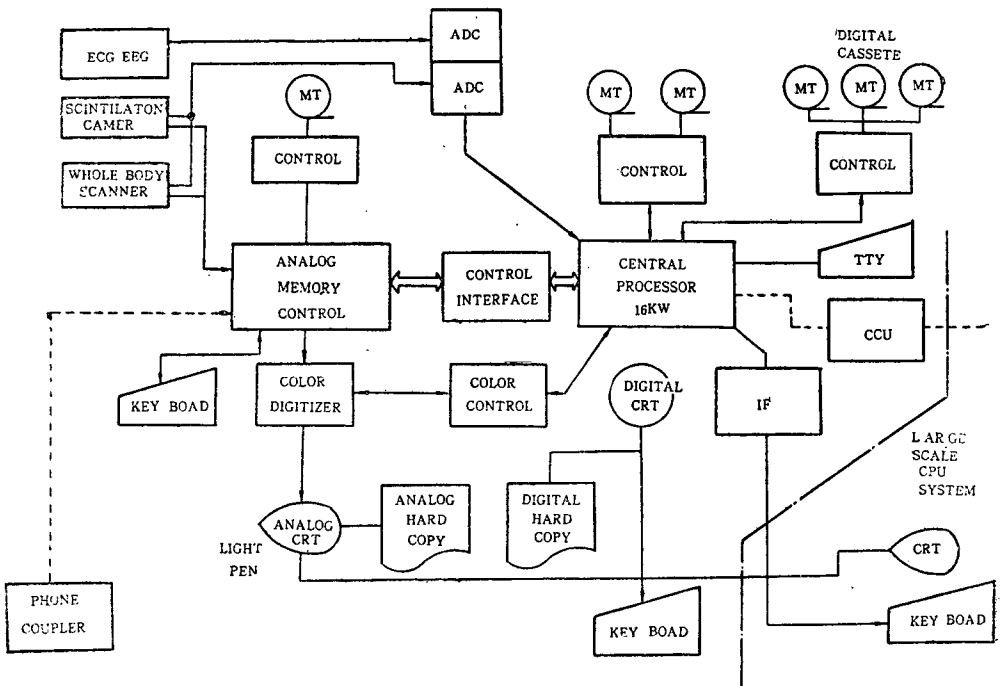 ECG EEG
ADC
ADC
SCINTILATON
CAMER
WHOLE BODY
SCANNER
MT
CONTROL
MT
MT
CONTROL
DIGITAL
CASSETE
MT
MT
MT
CONTROL
ANALOG
MEMORY
CONTROL
CONTROL
INTERFACE
CENTRAL
PROCESSOR
16KW
TTY
CCU
KEY BOAD
COLOR
DIGITIZER
COLOR
CONTROL
DIGITAL
CRT
IF
LARGE
SCALE
CPU
SYSTEM
ANALOG
CRT
LIGHT
PEN
ANALOG
HARD
COPY
DIGITAL
HARD
COPY
CRT
PHONE
COUPLER
KEY BOAD
KEY BOAD